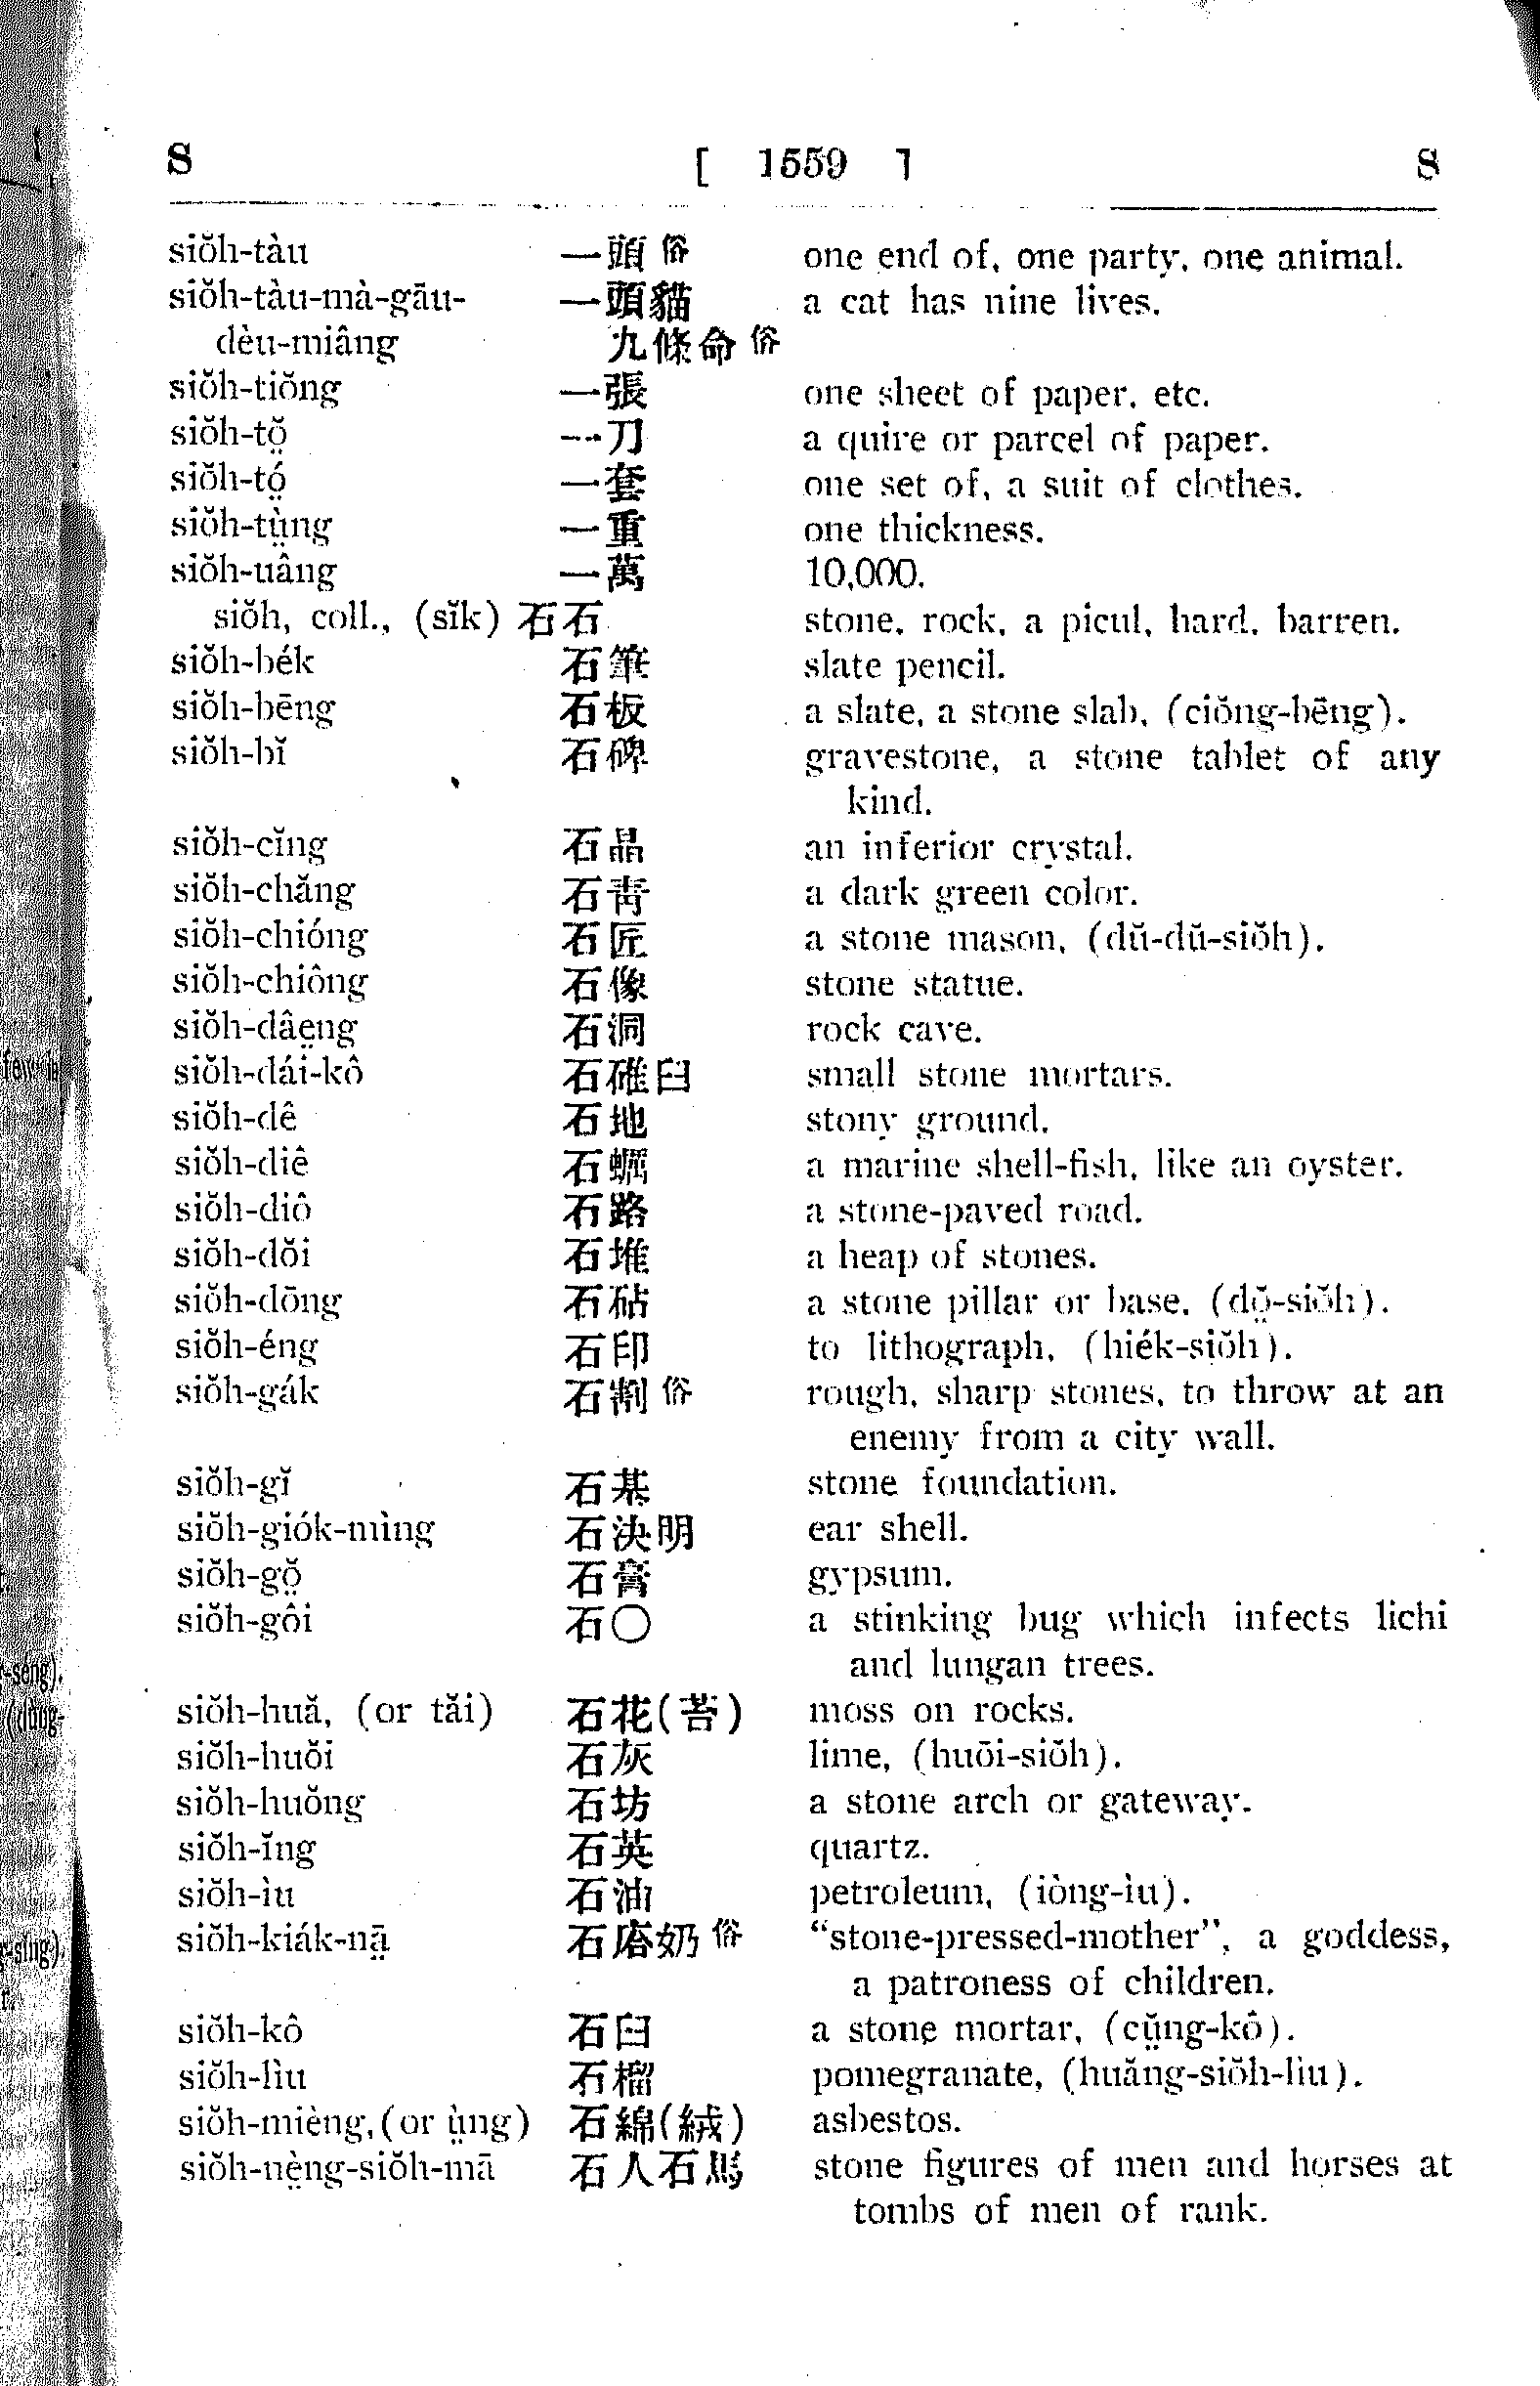 S [ 1559 ] S
siŏh-tàu 一頭俗 one end of, one party, one animal.
siŏh-tàu-mà-gāu- 一頭貓 a cat has nine lives.
dèu-miâng 九條命俗
siŏh-tiŏng 一張 one sheet of paper, etc.
siŏh-tŏ̤ 一刀 a quire or parcel of paper.
siŏh-tó̤ 一套 one set of, a suit of clothes.
siŏh-tṳ̀ng 一重 one thickness.
siŏh-uâng 一萬 10,000.
siŏh, coll., (sĭk) 石石 stone, rock, a picul, hard, barren.
siŏh-bék 石筆 slate pencil.
siŏh-bēng 石板 a slate, a stone slab, (ciŏng-bēng).
siŏh-bĭ 石碑 gravestone, a stone tablet of any
kind.
siŏh-cĭng 石晶 an inferior crystal.
siŏh-chăng 石靑 a dark green color.
siŏh-chióng 石匠 a stone mason, (dŭ-dŭ-siŏh).
siŏh-chiông 石像 stone statue.
siŏh-dâe̤ng 石洞 rock cave.
siŏh-dái-kô 石碓臼 small stone mortars.
siŏh-dê 石地 stony ground.
siŏh-diê 石蠣 a marine shell-fish, like an oyster.
siŏh-diô 石路 a stone-paved road.
siŏh-dŏi 石堆 a heap of stones.
siŏh-dōng 石砧 a stone pillar or base, (dŏ̤-siŏh).
siŏh-éng 石印 to lithograph, (hiék-siŏh).
siŏh-gák 石㓤俗 rough, sharp stones, to throw at an
enemy from a city wall.
siŏh-gĭ 石基 stone foundation.
siŏh-giók-mìng 石決明 ear shell.
siŏh-gŏ̤ 石膏 gypsum.
siŏh-gôi 石〇 a stinking bug which infects lichi
and lungan trees.
siŏh-huă, (or tăi) 石花(苔) moss on rocks.
siŏh-huŏi 石灰 lime, (huŏi-siŏh).
siŏh-huŏng 石坊 a stone arch or gateway.
siŏh-ĭng 石英 quartz.
siŏh-ìu 石油 petroleum, (iòng-ìu).
siŏh-kiák-nā̤ 石㕎奶俗 “stone-pressed-mother”, a goddess,
a patroness of children.
siŏh-kô 石臼 a stone mortar, (cṳ̆ng-kô).
siŏh-lìu 石榴 pomegranate, (huăng-siŏh-lìu).
siŏh-mièng, (or ṳ̀ng) 石綿(絨) asbestos.
siŏh-nè̤ng-siŏh-mā 石人石馬 stone figures of men and horses at
tombs of men of rank.